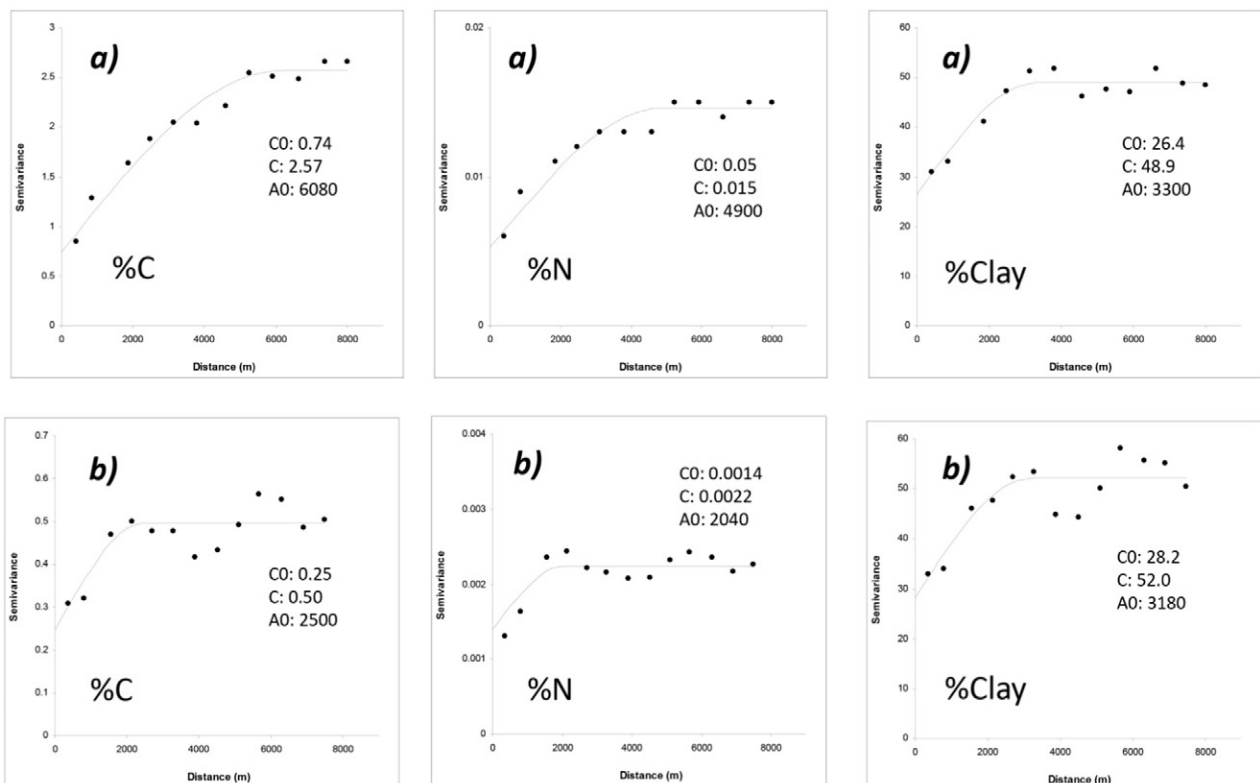 a)
3
2.5
2
1.5
1
0.5
0
Semivariance
C0: 0.74
C: 2.57
A0: 6080
%C
0 2000 4000 6000 8000
Distance (m)
a)
0.02
0.01
0
Semivariance
C0: 0.05
C: 0.015
A0: 4900
%N
0 2000 4000 6000 8000
Distance (m)
a)
60
50
40
30
20
10
0
Semivariance
C0: 26.4
C: 48.9
A0: 3300
%Clay
0 2000 4000 6000 8000
Distance (m)
b)
0.7
0.6
0.5
0.4
0.3
0.2
0.1
0
Semivariance
C0: 0.25
C: 0.50
A0: 2500
%C
0 2000 4000 6000 8000
Distance (m)
b)
0.004
0.003
0.002
0.001
0.000
Semivariance
C0: 0.0014
C: 0.0022
A0: 2040
%N
0 2000 4000 6000 8000
Distance (m)
b)
60
50
40
30
20
10
0
Semivariance
C0: 28.2
C: 52.0
A0: 3180
%Clay
0 2000 4000 6000 8000
Distance (m)